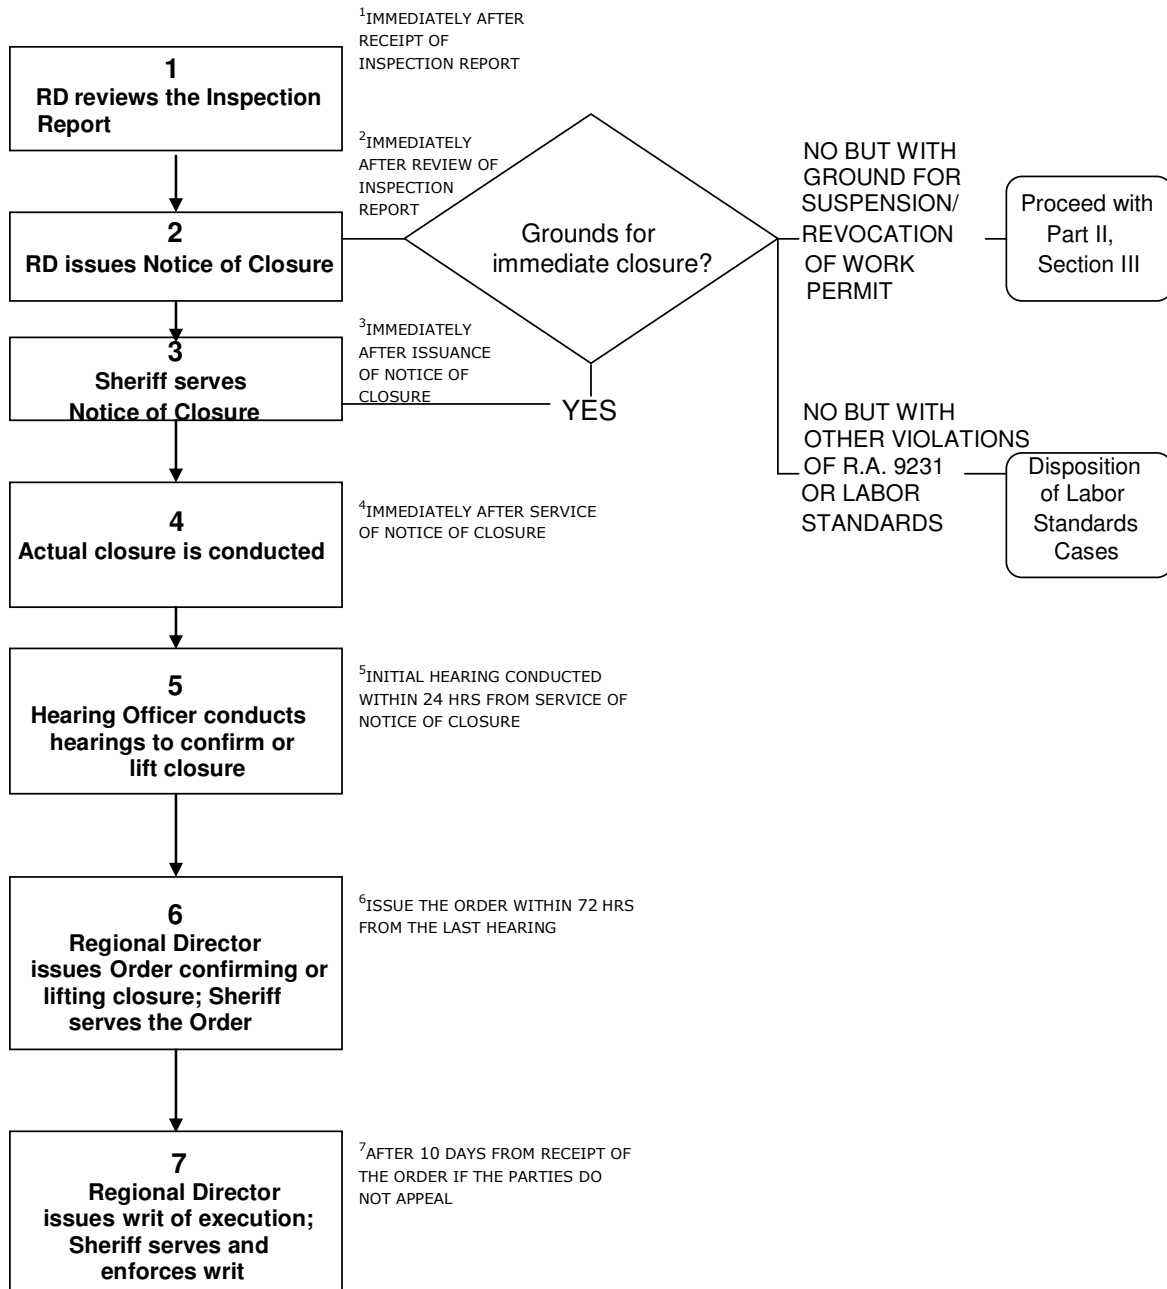 1IMMEDIATELY AFTER
RECEIPT OF
INSPECTION REPORT
1
RD reviews the Inspection
Report
2IMMEDIATELY
AFTER REVIEW OF
INSPECTION
REPORT
2
RD issues Notice of Closure
Grounds for
immediate closure?
NO BUT WITH
GROUND FOR
SUSPENSION/
REVOCATION
OF WORK
PERMIT
Proceed with
Part II,
Section III
3IMMEDIATELY
AFTER ISSUANCE
OF NOTICE OF
CLOSURE
3
Sheriff serves
Notice of Closure
YES
NO BUT WITH
OTHER VIOLATIONS
OF R.A. 9231
OR LABOR
STANDARDS
Disposition
of Labor
Standards
Cases
4
Actual closure is conducted
4IMMEDIATELY AFTER SERVICE
OF NOTICE OF CLOSURE
5
Hearing Officer conducts
hearings to confirm or
lift closure
5INITIAL HEARING CONDUCTED
WITHIN 24 HRS FROM SERVICE OF
NOTICE OF CLOSURE
6
Regional Director
issues Order confirming or
lifting closure; Sheriff
serves the Order
6ISSUE THE ORDER WITHIN 72 HRS
FROM THE LAST HEARING
7
Regional Director
issues writ of execution;
Sheriff serves and
enforces writ
7AFTER 10 DAYS FROM RECEIPT OF
THE ORDER IF THE PARTIES DO
NOT APPEAL